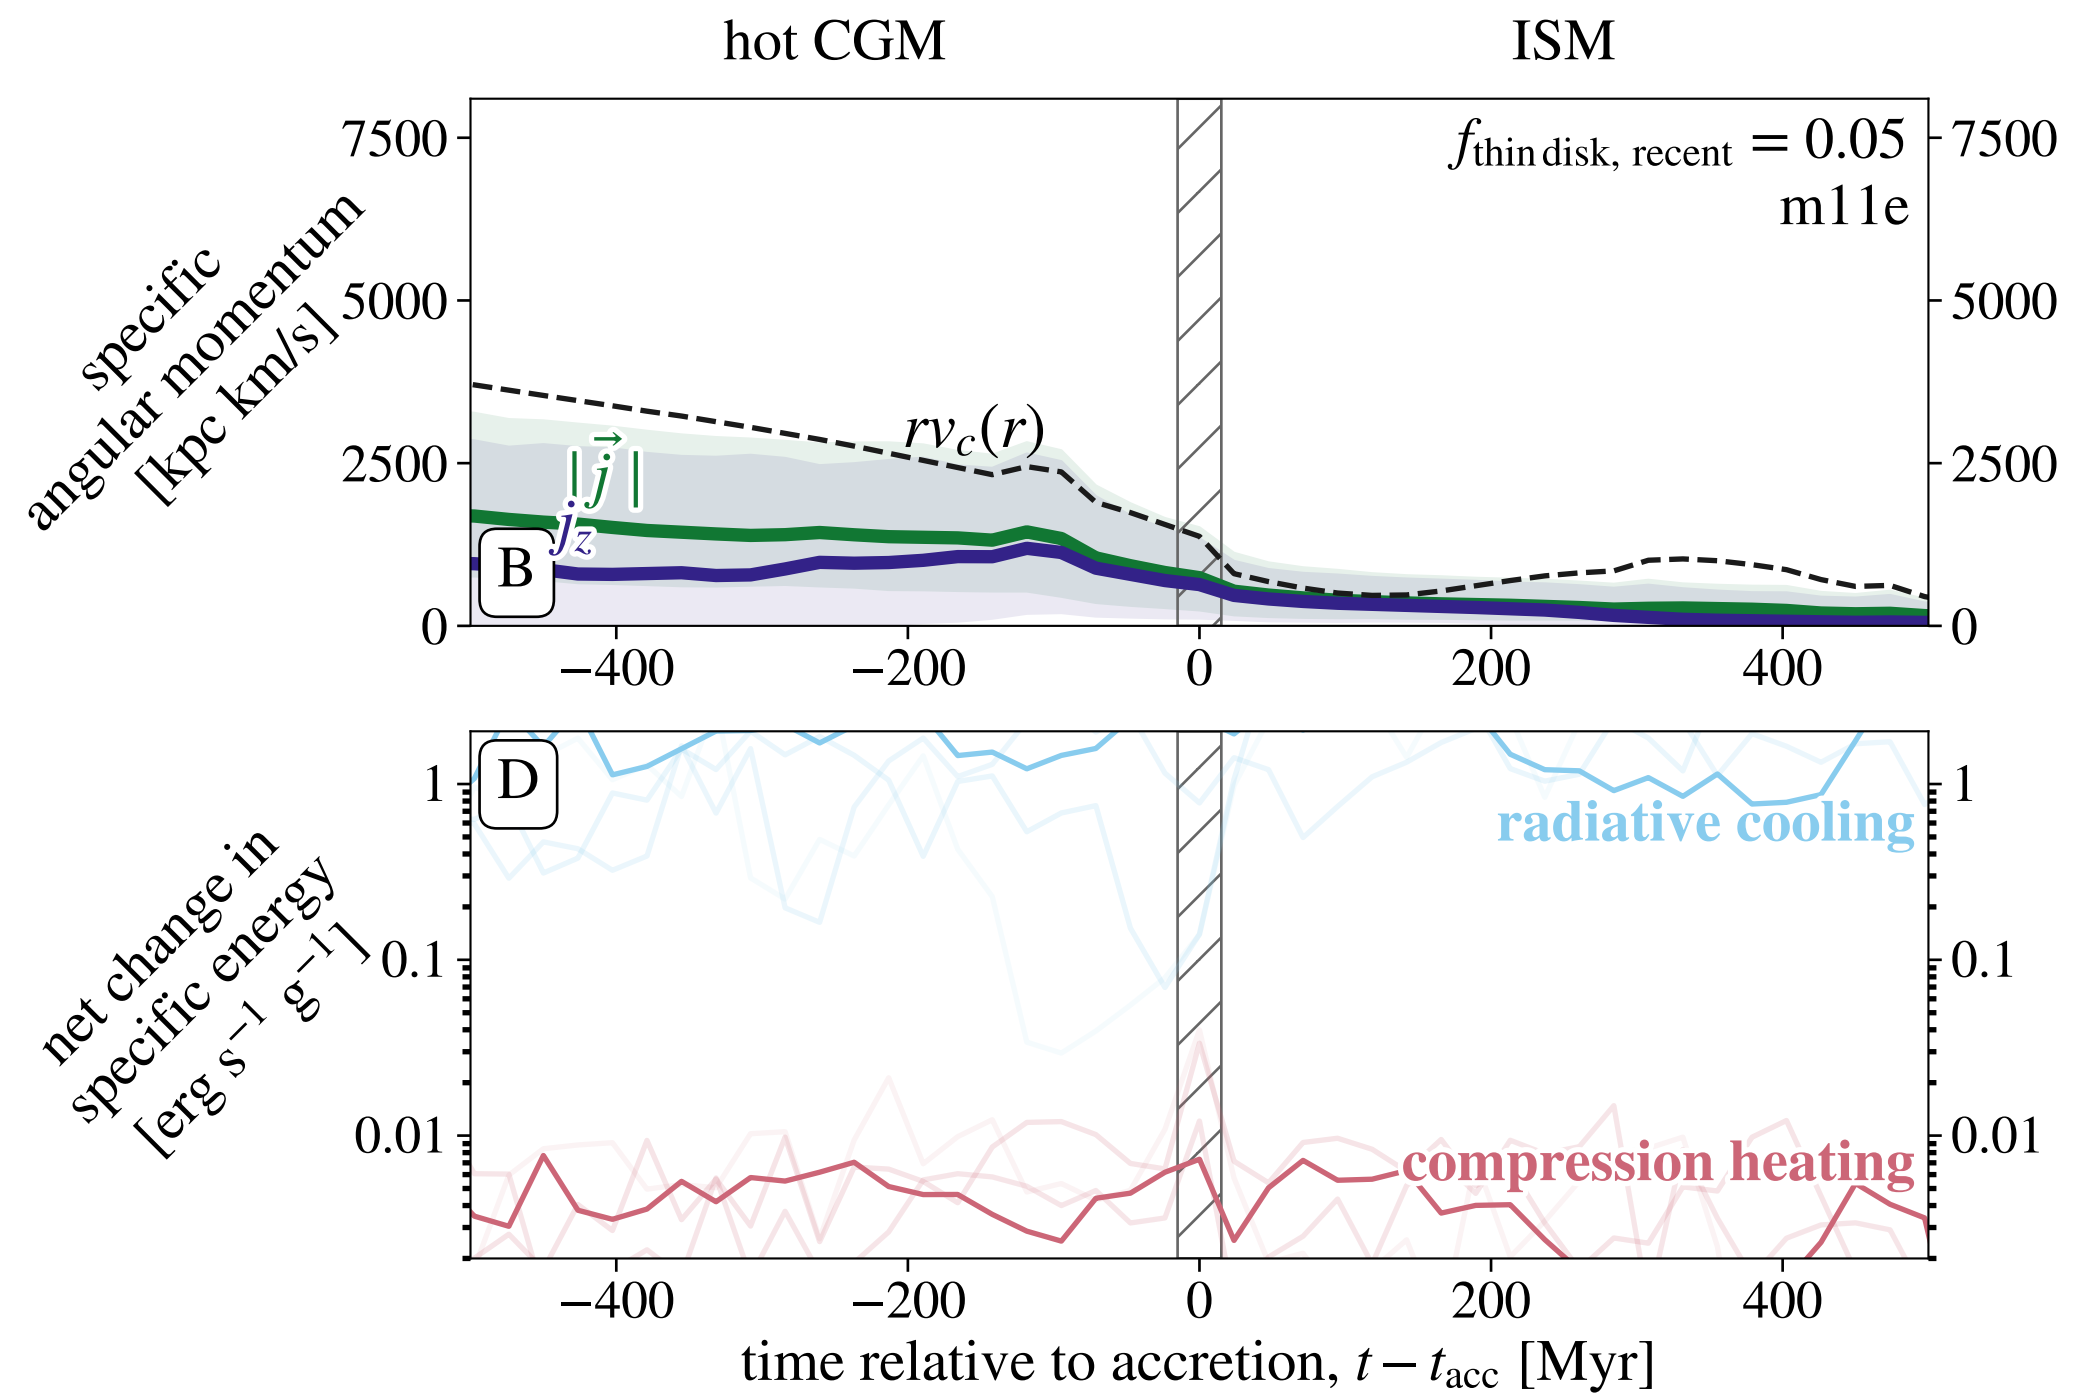 hot CGM
ISM
7500
5000
2500
0
specific
angular momentum
[kpc km/s]
f_thin disk, recent = 0.05
m11e
rv_c(r)
|j⃗|
j_z
B
7500
5000
2500
0
−400
−200
0
200
400
D
1
0.1
0.01
net change in
specific energy
[erg s⁻¹ g⁻¹]
radiative cooling
compression heating
1
0.1
0.01
−400
−200
0
200
400
time relative to accretion, t − t_acc [Myr]